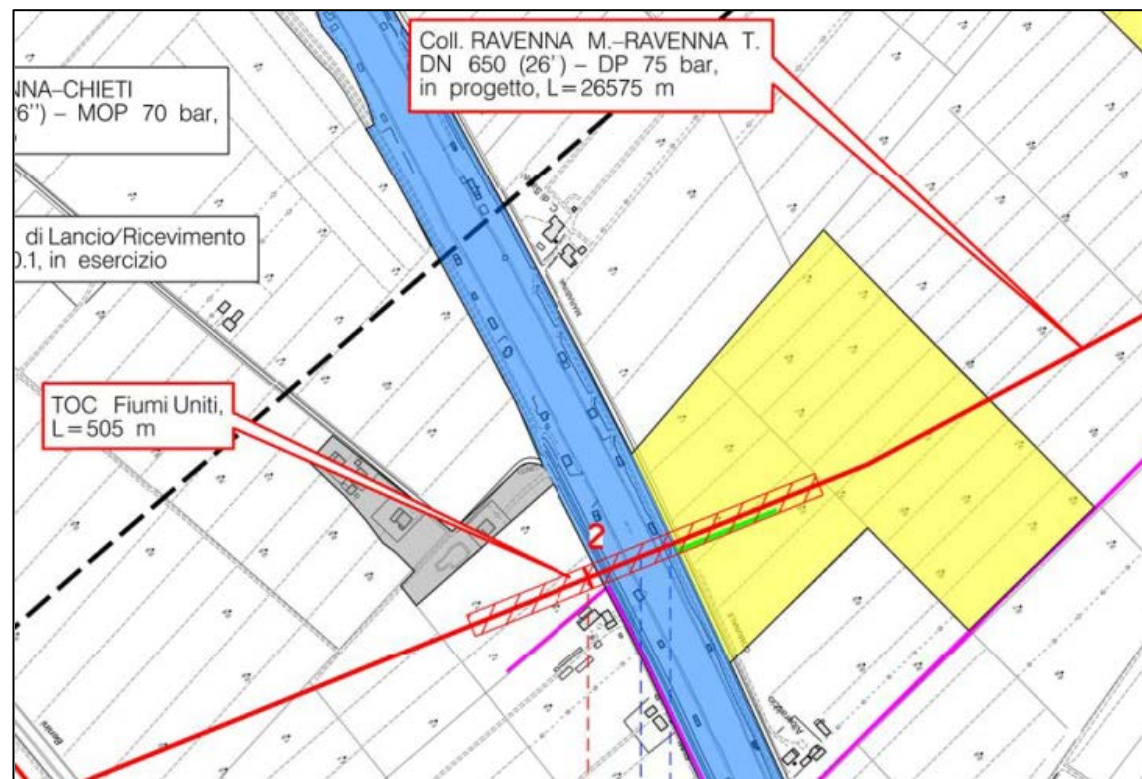 Coll. RAVENNA M.–RAVENNA T.
DN 650 (26') – DP 75 bar,
in progetto, L=26575 m
NNA–CHIETI
6'') – MOP 70 bar,
di Lancio/Ricevimento
0.1, in esercizio
TOC Fiumi Uniti,
L=505 m
2